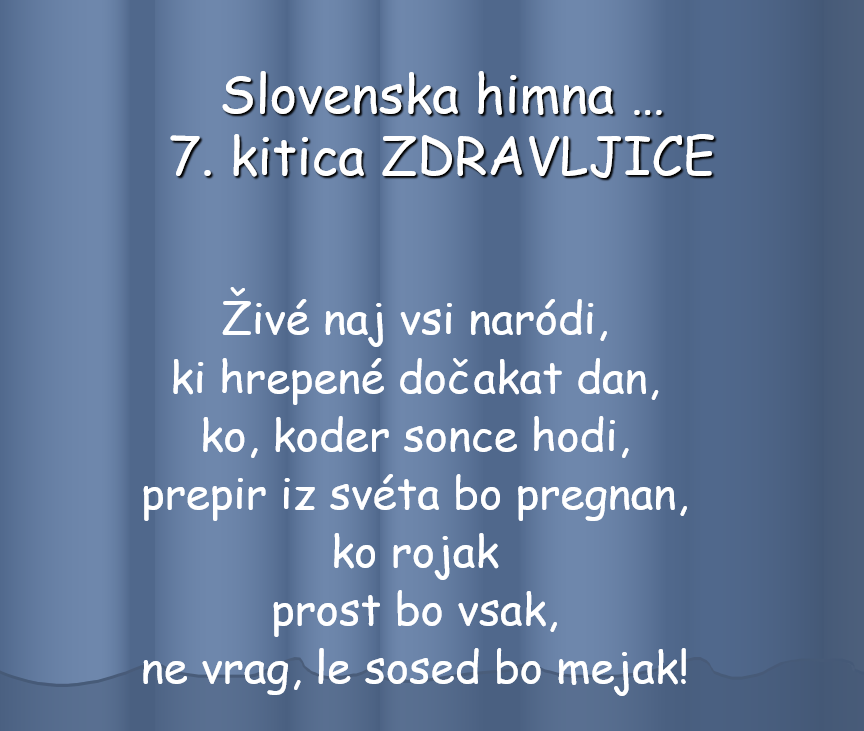 Slovenska himna …
7. kitica ZDRAVLJICE
Živé naj vsi naródi,
ki hrepené dočakat dan,
ko, koder sonce hodi,
prepir iz svéta bo pregnan,
ko rojak
prost bo vsak,
ne vrag, le sosed bo mejak!